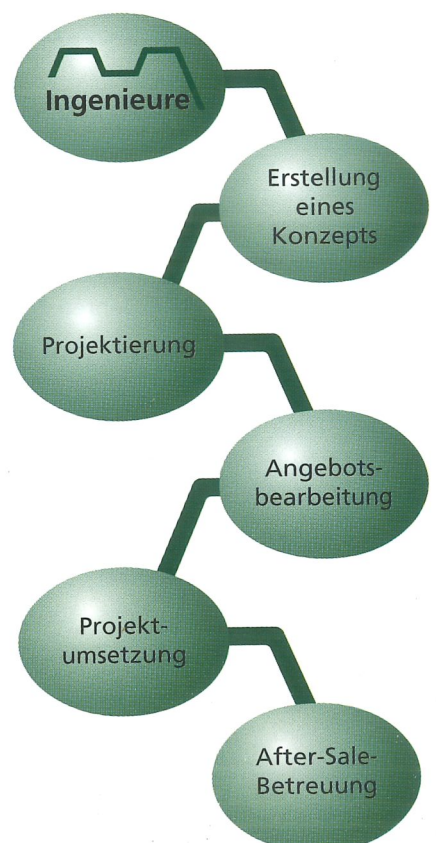 Ingenieure
Erstellung
eines
Konzepts
Projektierung
Angebots-
bearbeitung
Projekt-
umsetzung
After-Sale-
Betreuung